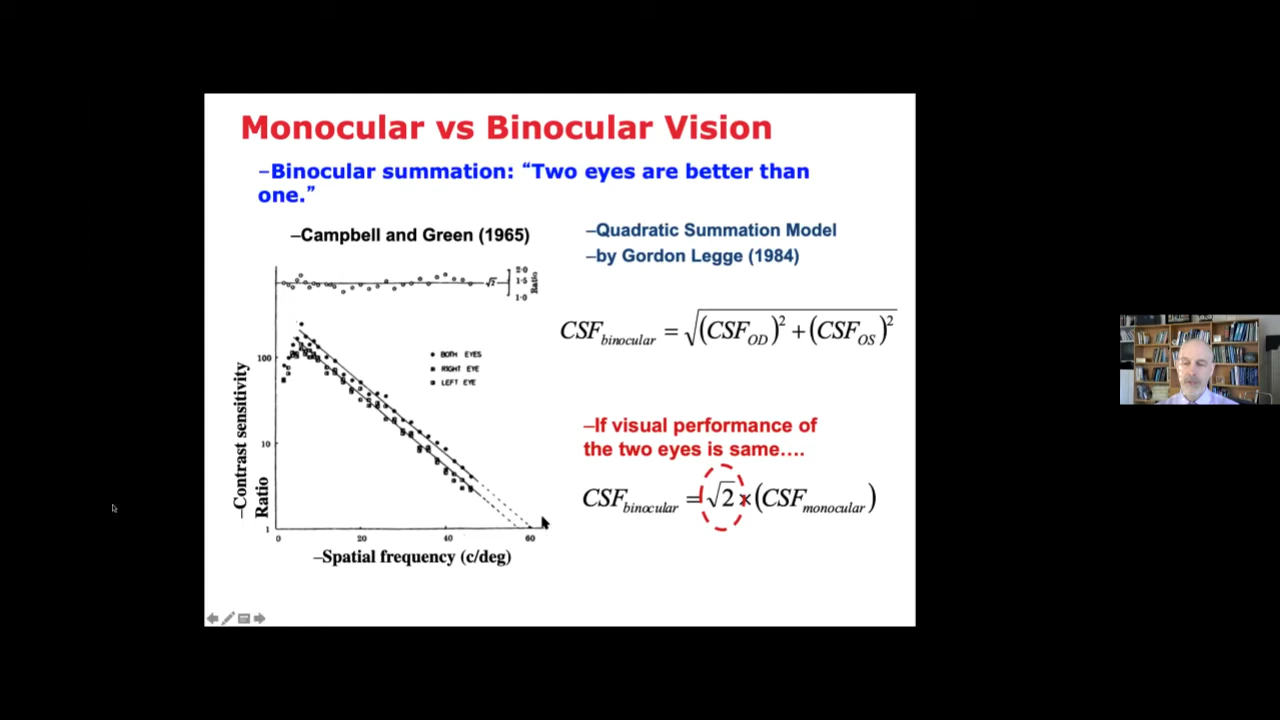 Monocular vs Binocular Vision
–Binocular summation: “Two eyes are better than
one.”
–Campbell and Green (1965)
√2
2·0
1·5
1·0
Ratio
100
10
1
BOTH EYES
RIGHT EYE
LEFT EYE
–Contrast sensitivity
Ratio
0 20 40 60
–Spatial frequency (c/deg)
–Quadratic Summation Model
–by Gordon Legge (1984)
CSF_binocular = √((CSF_OD)² + (CSF_OS)²)
–If visual performance of
the two eyes is same....
CSF_binocular = √2 × (CSF_monocular)